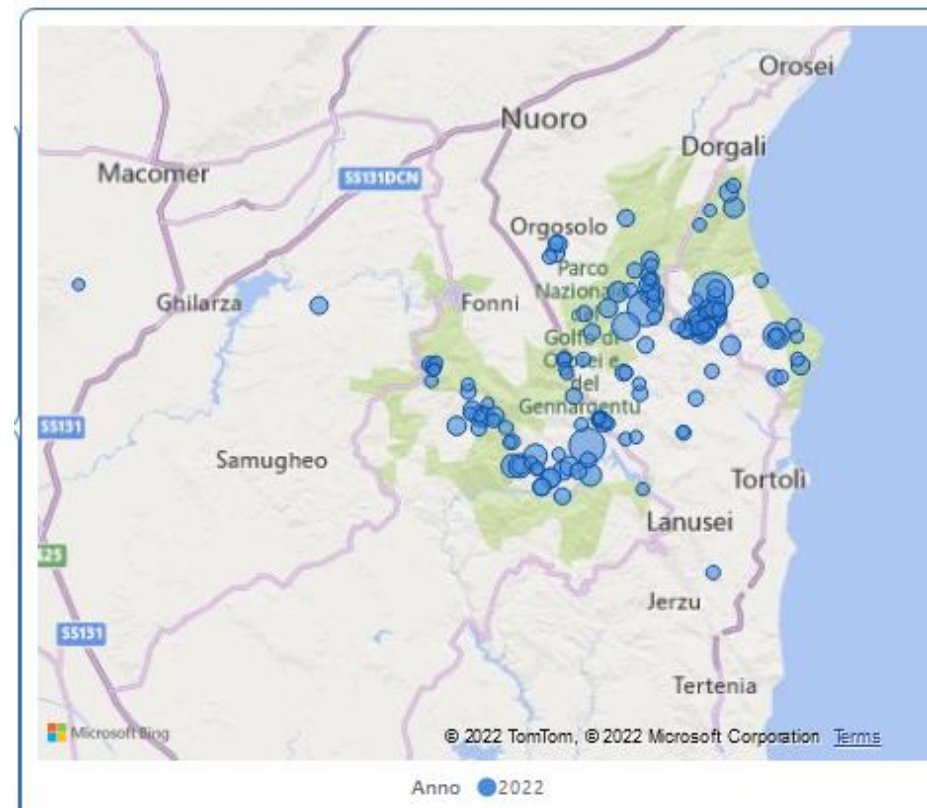 Orosei
Nuoro
Dorgali
Macomer
SS131DCN
Orgosolo
Parco
Ghilarza
Fonni
Golfo di
del
Gennargentu
SS131
Samugheo
Tortolì
Lanusei
Jerzu
SS131
Tertenia
Microsoft Bing
© 2022 TomTom, © 2022 Microsoft Corporation Terms
Anno 2022